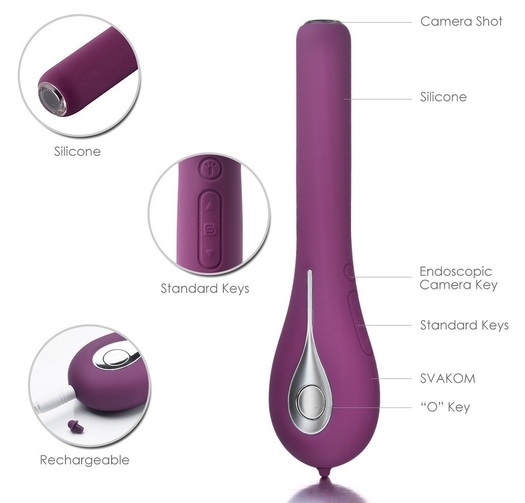 Camera Shot
Silicone
Silicone
Standard Keys
Endoscopic
Camera Key
Standard Keys
SVAKOM
“O” Key
Rechargeable
S